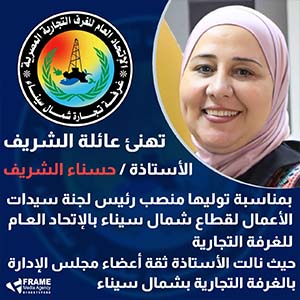 الاتحاد العام للغرف التجارية المصرية
غرفة تجارة شمال سيناء
تهنئ عائلة الشريف
الأستاذة / حسناء الشريف
بمناسبة توليها منصب رئيس لجنة سيدات
الأعمال لقطاع شمال سيناء بالإتحاد العام
للغرفة التجارية
حيث نالت الأستاذة ثقة أعضاء مجلس الإدارة
بالغرفة التجارية بشمال سيناء
FRAME
Media Agency